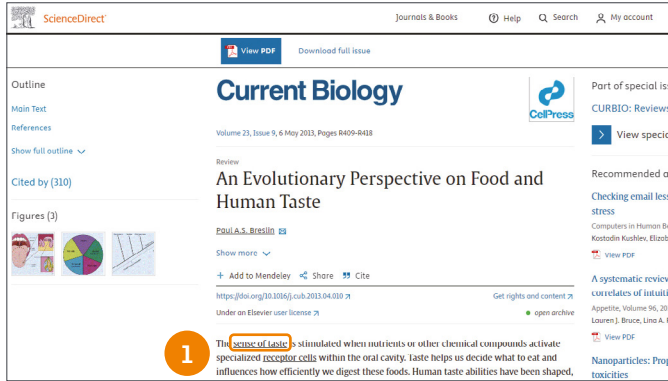 ScienceDirect
Journals & Books
Help
Search
My account
View PDF
Download full issue
Outline
Main Text
References
Show full outline
Cited by (310)
Figures (3)
Current Biology
CelPress
Volume 23, Issue 9, 6 May 2013, Pages R409-R418
Review
An Evolutionary Perspective on Food and
Human Taste
Paul A.S. Breslin
Show more
+ Add to Mendeley Share Cite
https://doi.org/10.1016/j.cub.2013.04.010
Get rights and content
Under an Elsevier user license
open archive
1
The sense of taste is stimulated when nutrients or other chemical compounds activate
specialized receptor cells within the oral cavity. Taste helps us decide what to eat and
influences how efficiently we digest these foods. Human taste abilities have been shaped,
Part of special iss
CURBIO: Reviews
View specia
Recommended a
Checking email less
stress
Computers in Human Be
Kostadin Kushlev, Elizab
View PDF
A systematic review
correlates of intuiti
Appetite, Volume 96, 20
Lauren J. Bruce, Lina A. R
View PDF
Nanoparticles: Prop
toxicities